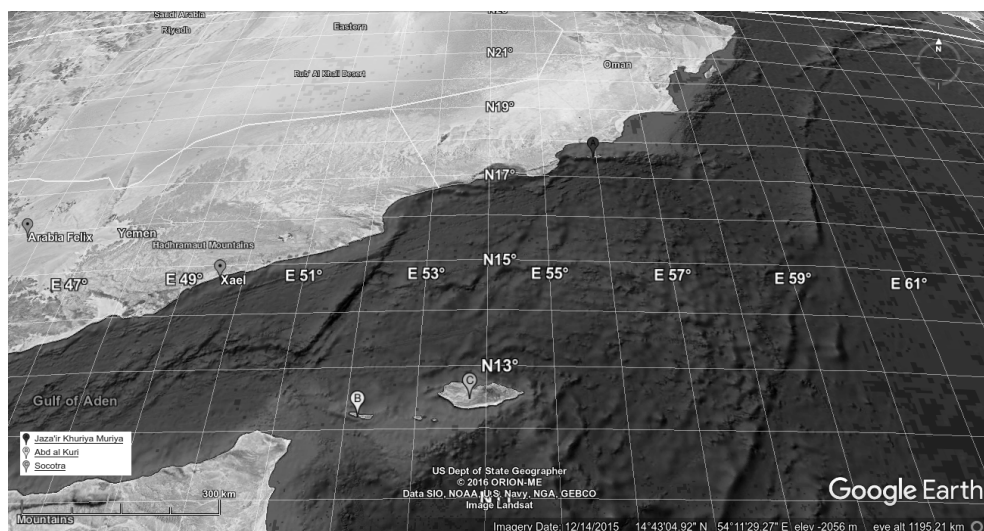 Saudi Arabia
Riyadh
Eastern
N21°
Oman
Rub' Al Khali Desert
N19°
A
N17°
Arabia Felix
Yemen
Hadhramaut Mountains
Xael
N15°
E 47°
E 49°
E 51°
E 53°
E 55°
E 57°
E 59°
E 61°
N13°
B
C
Gulf of Aden
Jaza'ir Khuriya Muriya
Abd al Kuri
Socotra
N
US Dept of State Geographer
© 2016 ORION-ME
Data SIO, NOAA, U.S. Navy, NGA, GEBCO
Image Landsat
300 km
Mountains
Google Earth
Imagery Date: 12/14/2015 14°43'04.92" N 54°11'29.27" E elev -2056 m eye alt 1195.21 km